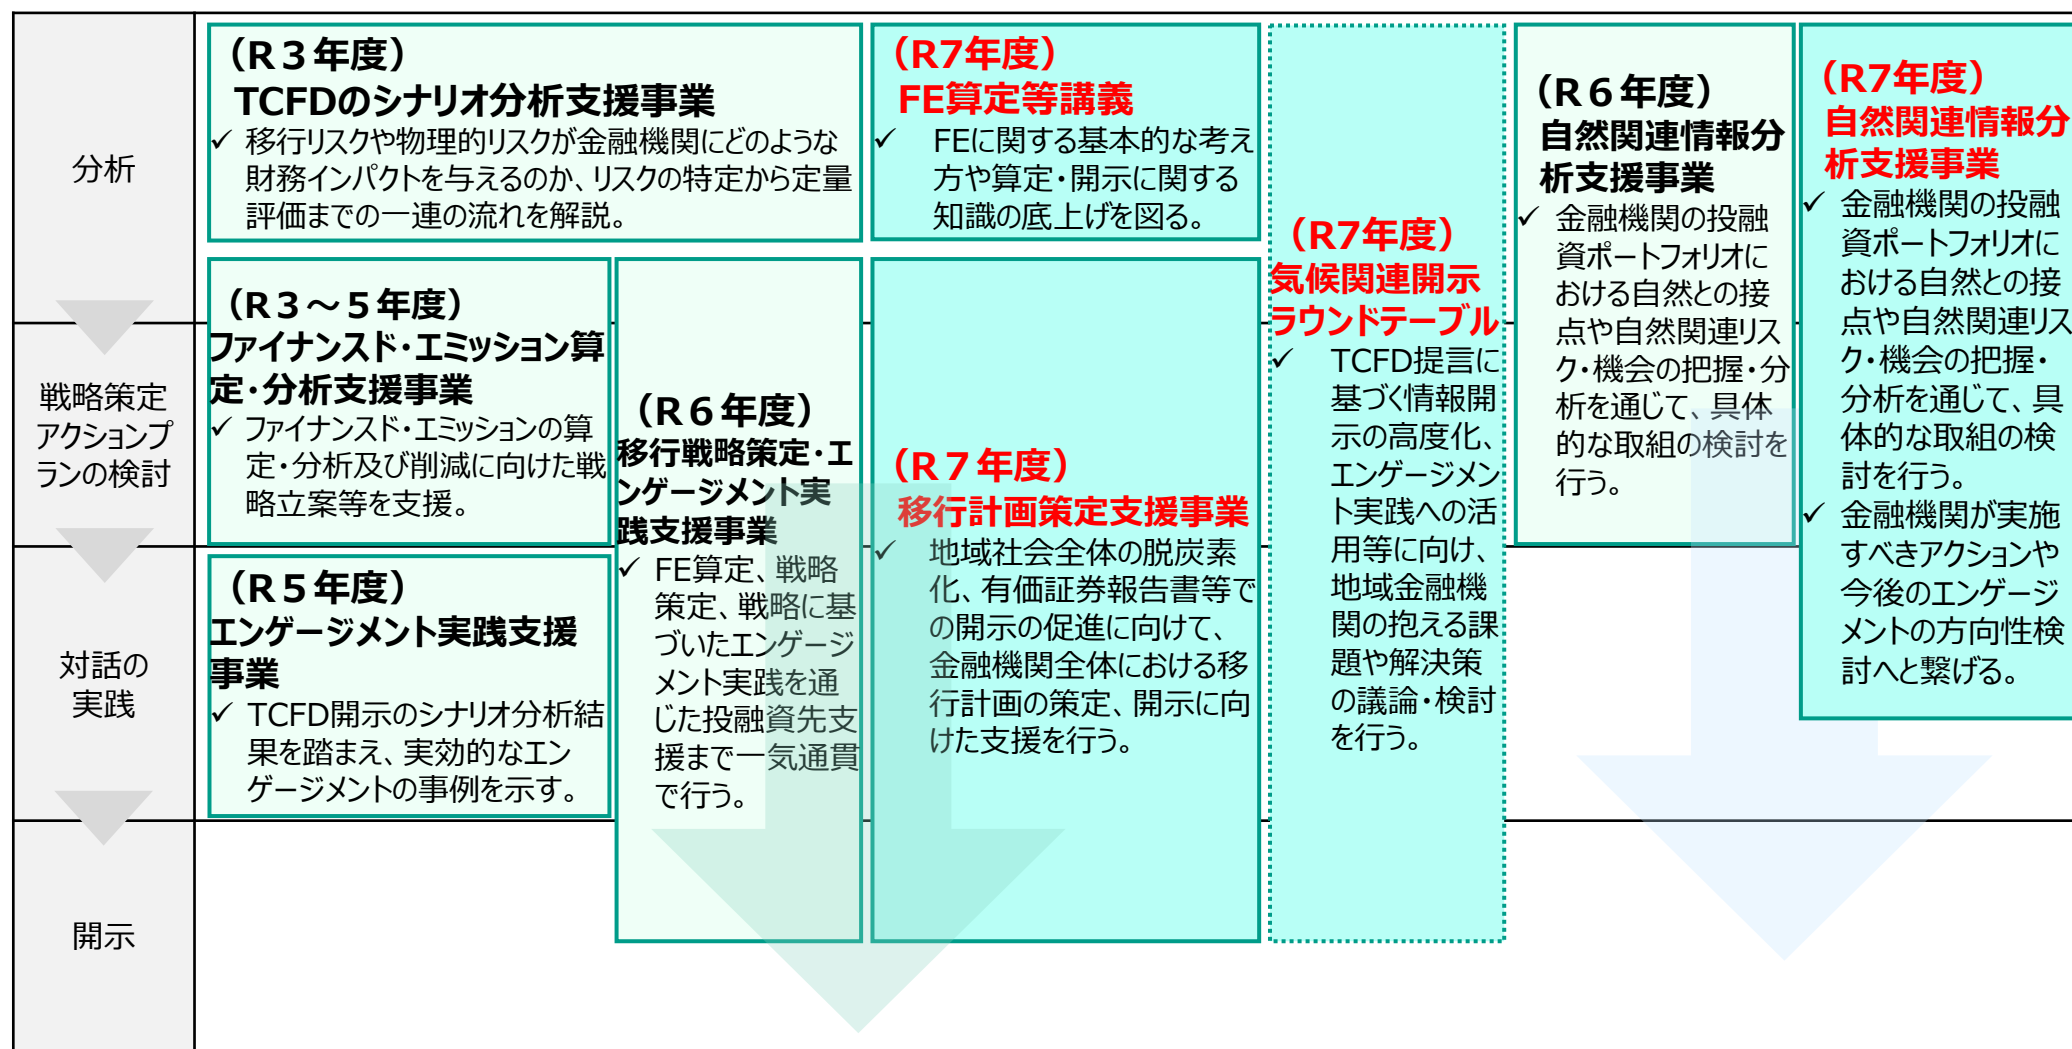 分析
戦略策定
アクションプ
ランの検討
対話の
実践
開示
（R３年度）
TCFDのシナリオ分析支援事業
✓ 移行リスクや物理的リスクが金融機関にどのような
財務インパクトを与えるのか、リスクの特定から定量
評価までの一連の流れを解説。
（R３～５年度）
ファイナンスド・エミッション算
定・分析支援事業
✓ ファイナンスド・エミッションの算
定・分析及び削減に向けた戦
略立案等を支援。
（R５年度）
エンゲージメント実践支援
事業
✓ TCFD開示のシナリオ分析結
果を踏まえ、実効的なエン
ゲージメントの事例を示す。
（R６年度）
移行戦略策定・エ
ンゲージメント実
践支援事業
✓ FE算定、戦略
策定、戦略に基
づいたエンゲージ
メント実践を通
じた投融資先支
援まで一気通貫
で行う。
（R7年度）
FE算定等講義
✓ FEに関する基本的な考え
方や算定・開示に関する
知識の底上げを図る。
（R７年度）
移行計画策定支援事業
✓ 地域社会全体の脱炭素
化、有価証券報告書等で
の開示の促進に向けて、
金融機関全体における移
行計画の策定、開示に向
けた支援を行う。
（R7年度）
気候関連開示
ラウンドテーブル
✓ TCFD提言に
基づく情報開
示の高度化、
エンゲージメン
ト実践への活
用等に向け、
地域金融機
関の抱える課
題や解決策
の議論・検討
を行う。
（R６年度）
自然関連情報分
析支援事業
✓ 金融機関の投融
資ポートフォリオに
おける自然との接
点や自然関連リス
ク・機会の把握・分
析を通じて、具体
的な取組の検討を
行う。
（R7年度）
自然関連情報分
析支援事業
✓ 金融機関の投融
資ポートフォリオに
おける自然との接
点や自然関連リス
ク・機会の把握・
分析を通じて、具
体的な取組の検
討を行う。
✓ 金融機関が実施
すべきアクションや
今後のエンゲージ
メントの方向性検
討へと繋げる。